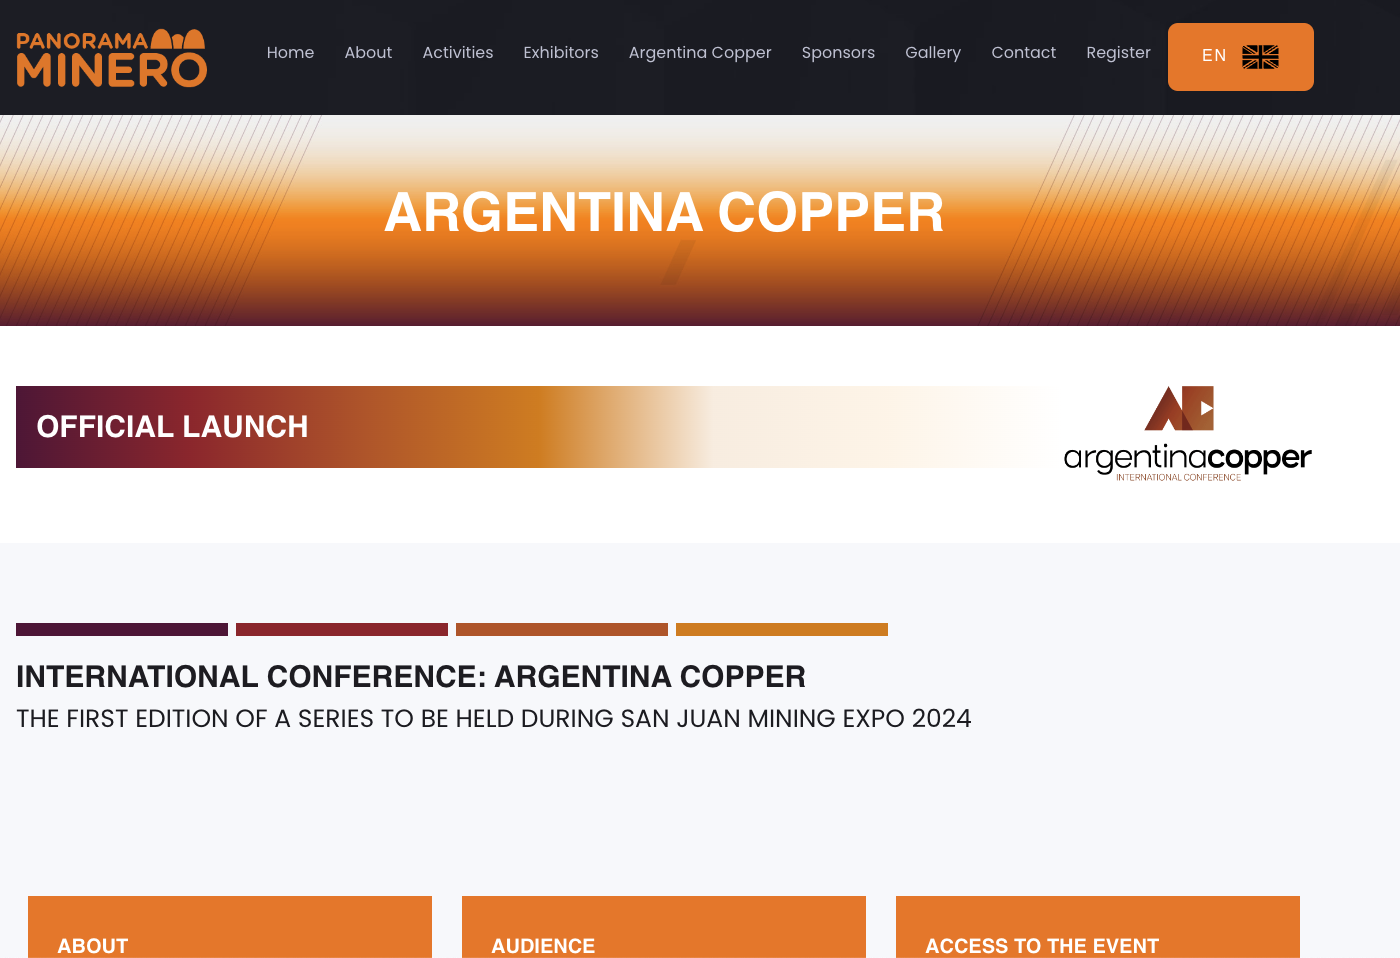 PANORAMA
MINERO
Home About Activities Exhibitors Argentina Copper Sponsors Gallery Contact Register EN
ARGENTINA COPPER
OFFICIAL LAUNCH
argentinacopper
INTERNATIONAL CONFERENCE
INTERNATIONAL CONFERENCE: ARGENTINA COPPER
THE FIRST EDITION OF A SERIES TO BE HELD DURING SAN JUAN MINING EXPO 2024
ABOUT AUDIENCE ACCESS TO THE EVENT